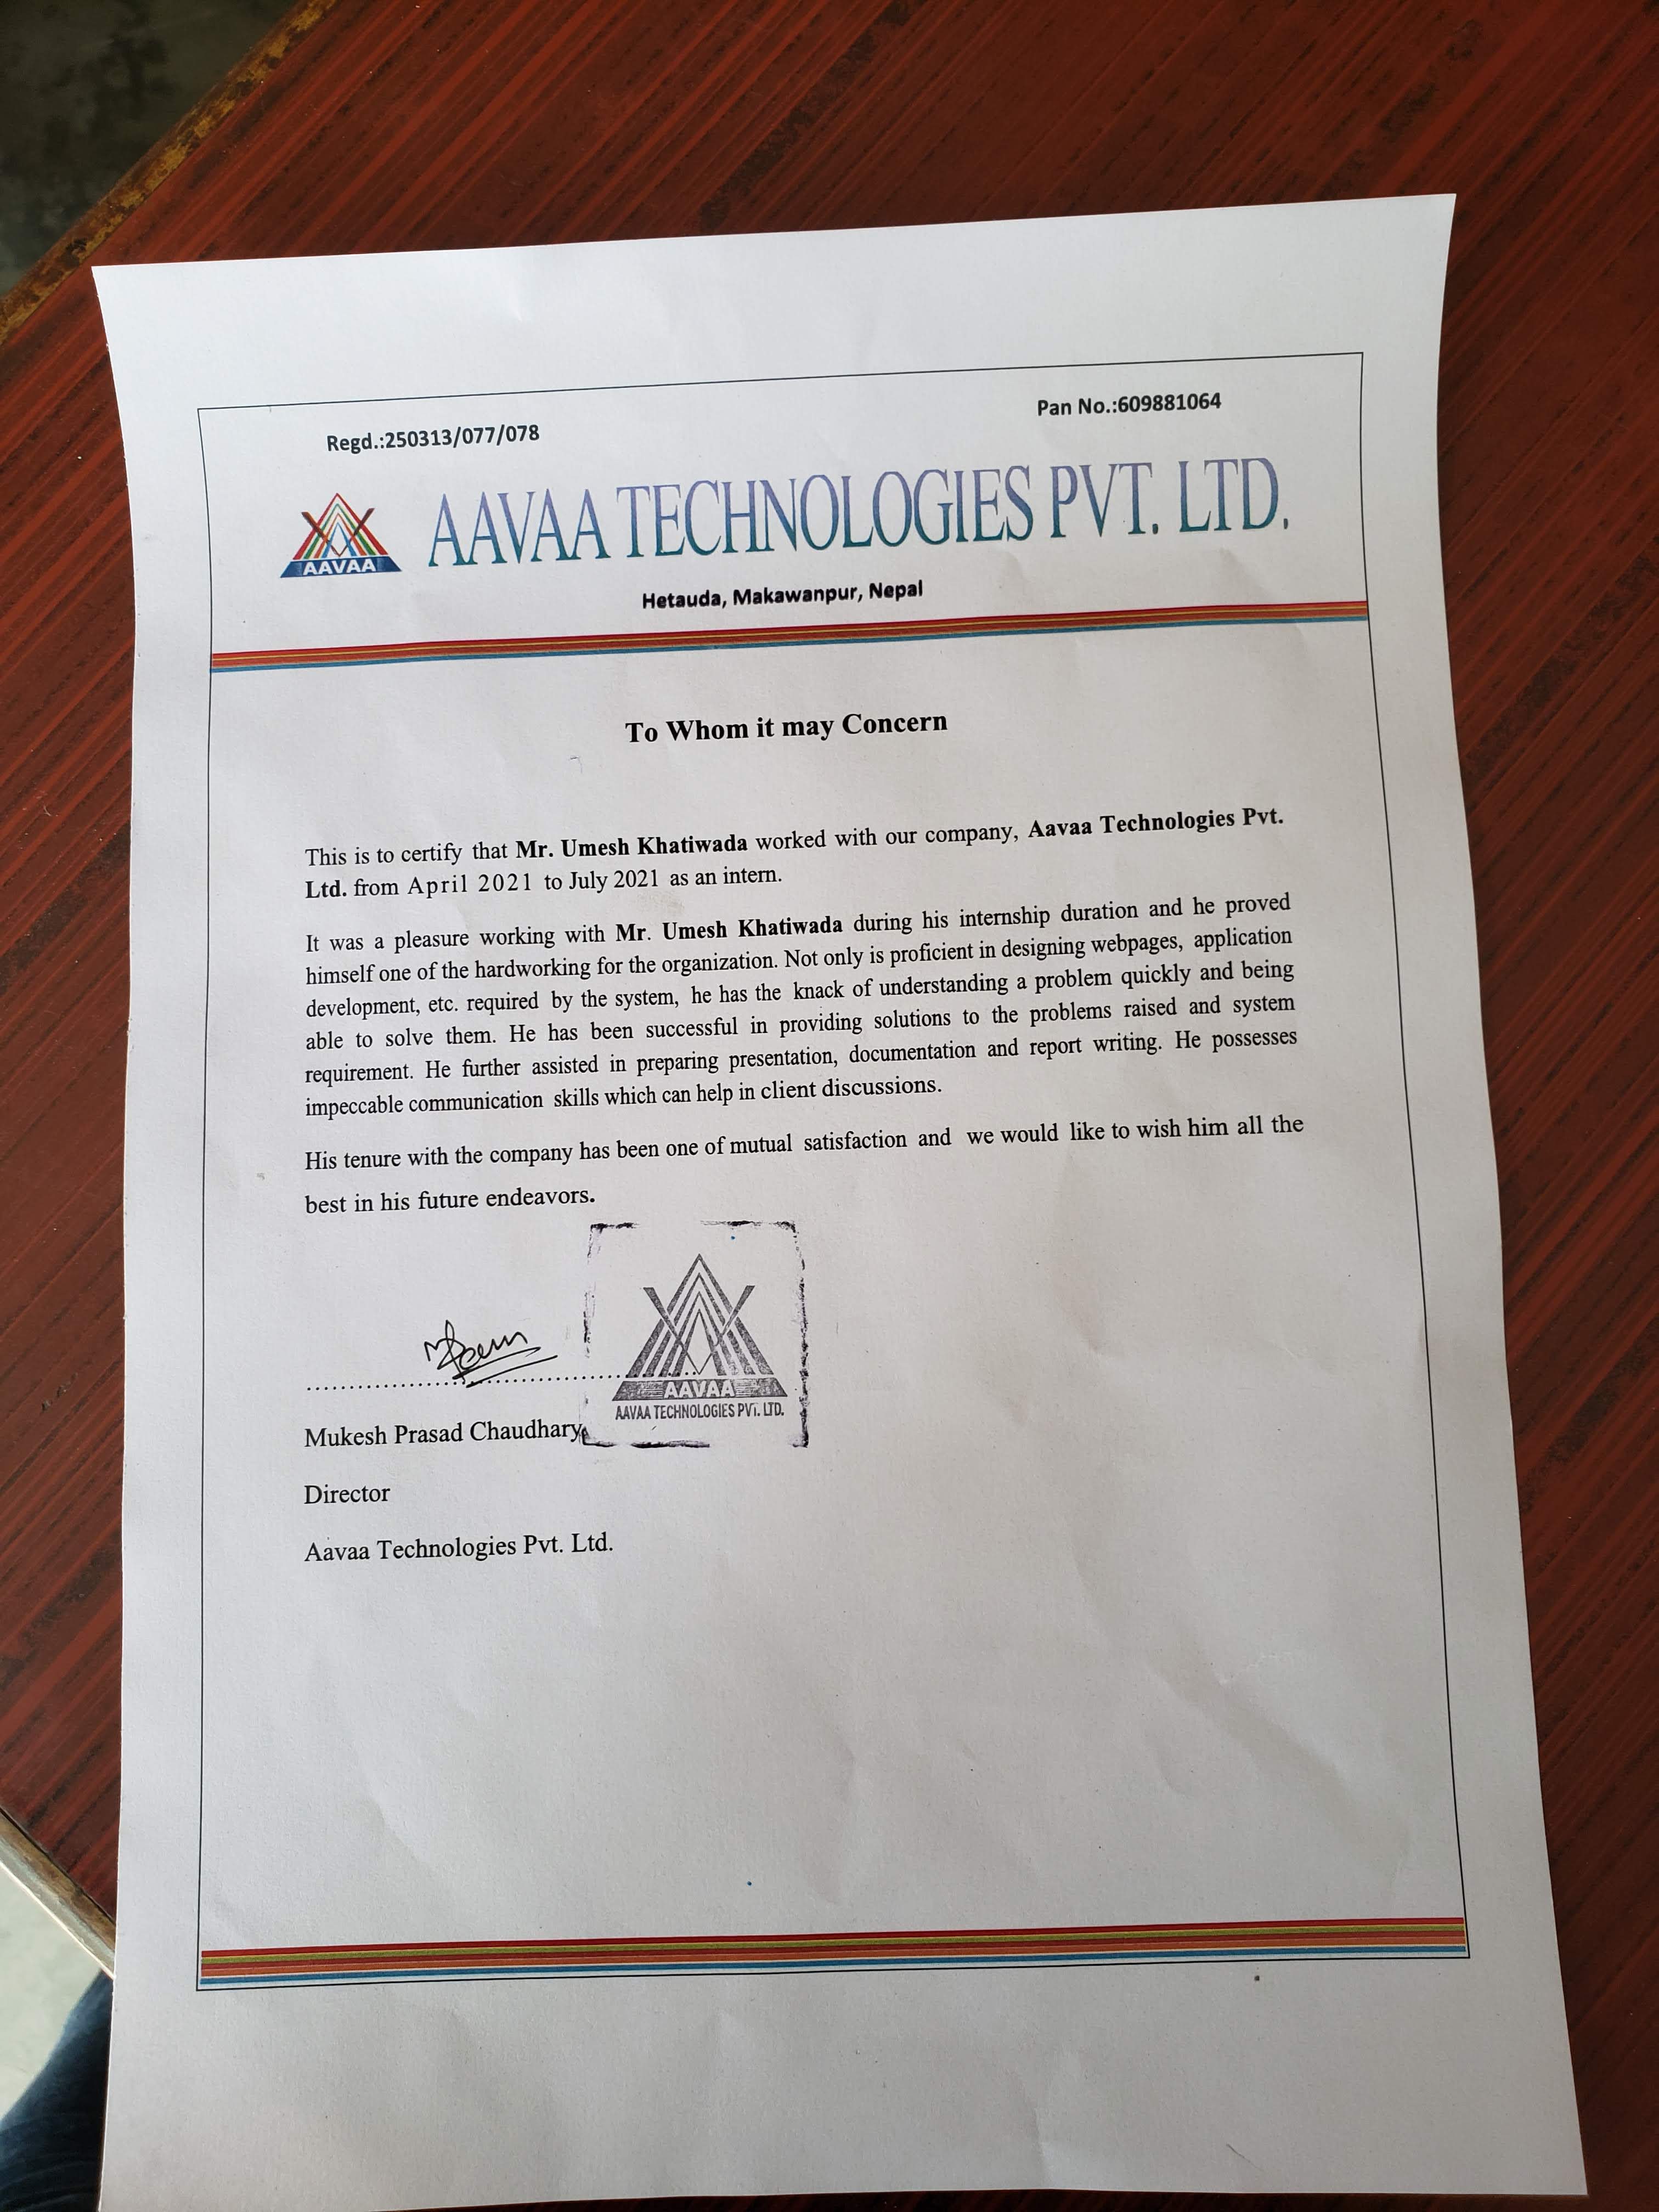 Regd.:250313/077/078
Pan No.:609881064
AAVAA
AAVAA TECHNOLOGIES PVT. LTD.
Hetauda, Makawanpur, Nepal
To Whom it may Concern
This is to certify that Mr. Umesh Khatiwada worked with our company, Aavaa Technologies Pvt.
Ltd. from April 2021 to July 2021 as an intern.
It was a pleasure working with Mr. Umesh Khatiwada during his internship duration and he proved
himself one of the hardworking for the organization. Not only is proficient in designing webpages, application
development, etc. required by the system, he has the knack of understanding a problem quickly and being
able to solve them. He has been successful in providing solutions to the problems raised and system
requirement. He further assisted in preparing presentation, documentation and report writing. He possesses
impeccable communication skills which can help in client discussions.
His tenure with the company has been one of mutual satisfaction and we would like to wish him all the
best in his future endeavors.
AAVAA
AAVAA TECHNOLOGIES PVT. LTD.
Mukesh Prasad Chaudhary
Director
Aavaa Technologies Pvt. Ltd.